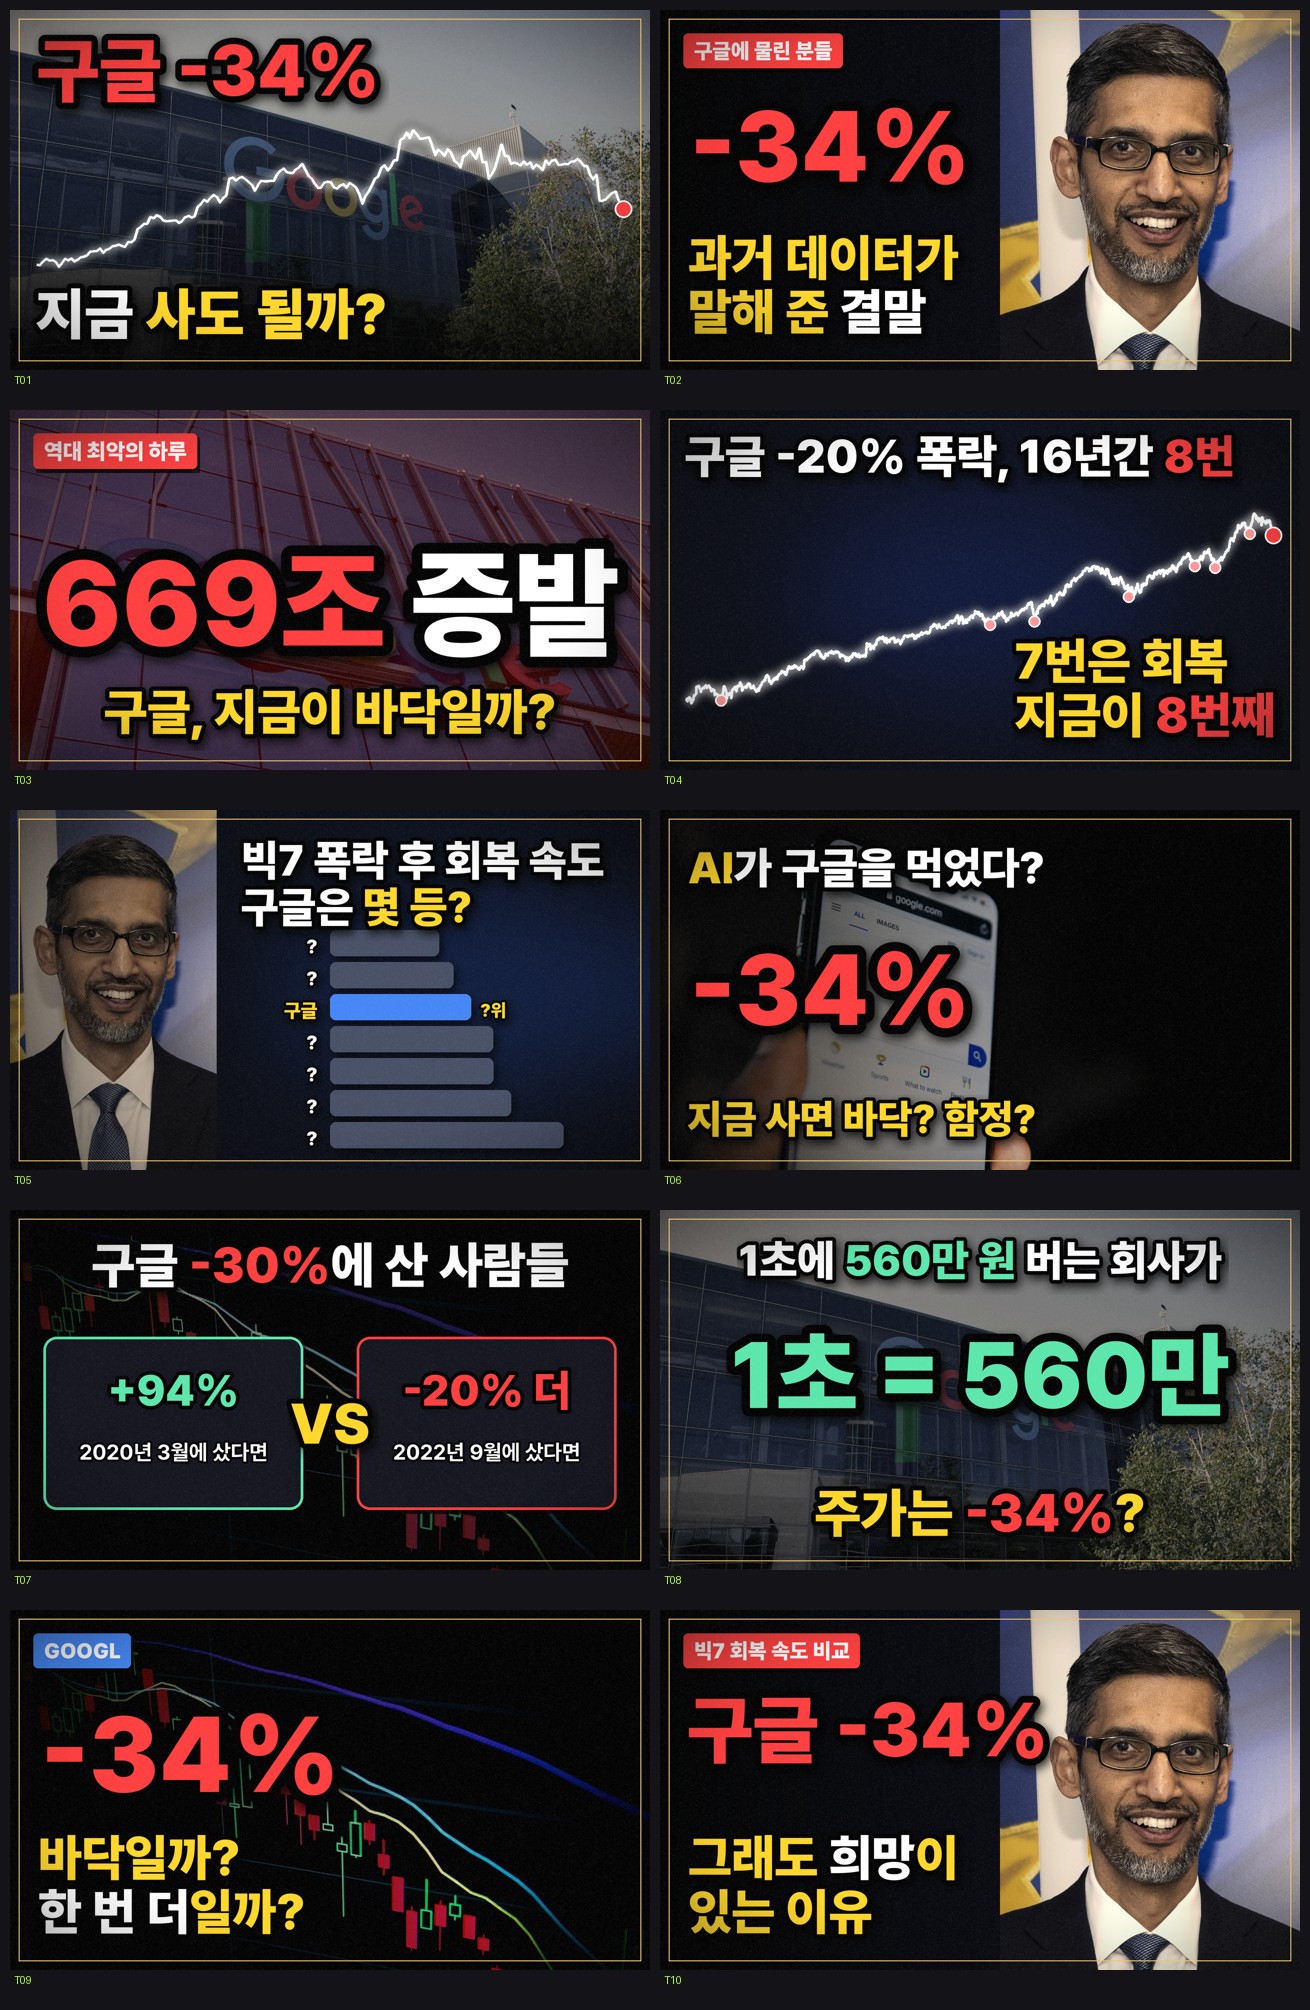 구글 -34%
Google
지금 사도 될까?
T01
구글에 물린 분들
-34%
과거 데이터가
말해 준 결말
T02
역대 최악의 하루
669조 증발
구글, 지금이 바닥일까?
T03
구글 -20% 폭락, 16년간 8번
7번은 회복
지금이 8번째
T04
빅7 폭락 후 회복 속도
구글은 몇 등?
?
?
구글 ?위
?
?
?
?
T05
AI가 구글을 먹었다?
google.com
ALL IMAGES
-34%
Sports
What to watch
지금 사면 바닥? 함정?
T06
구글 -30%에 산 사람들
+94%
2020년 3월에 샀다면
VS
-20% 더
2022년 9월에 샀다면
T07
1초에 560만 원 버는 회사가
1초 = 560만
주가는 -34%?
T08
GOOGL
-34%
바닥일까?
한 번 더일까?
T09
빅7 회복 속도 비교
구글 -34%
그래도 희망이
있는 이유
T10